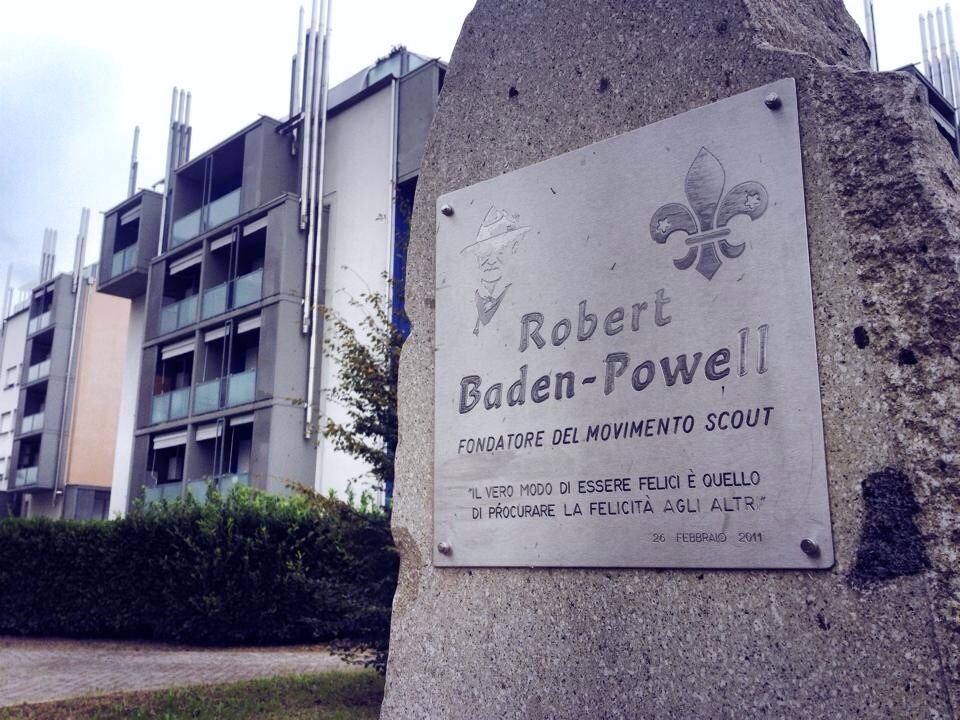 Robert
Baden-Powell
FONDATORE DEL MOVIMENTO SCOUT
"IL VERO MODO DI ESSERE FELICI È QUELLO
DI PROCURARE LA FELICITÀ AGLI ALTRI"
26 FEBBRAIO 2011